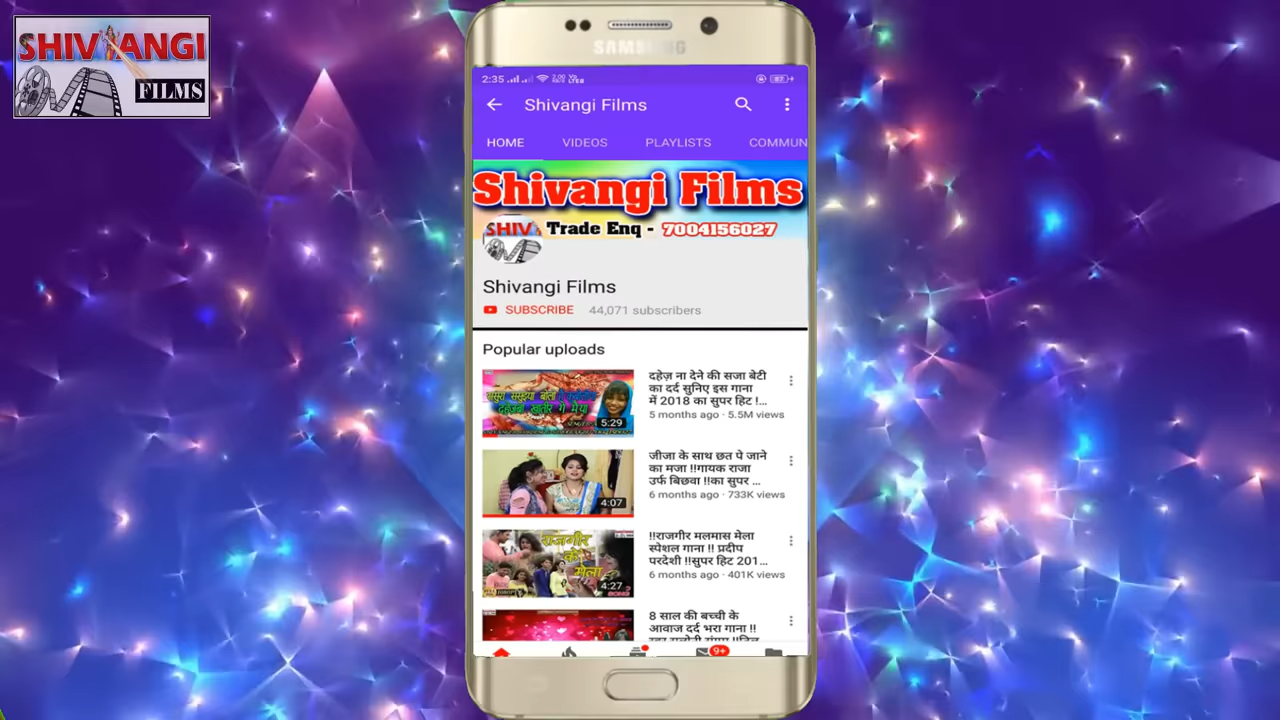 SHIVANGI
FILMS
SAMSUNG
2:35
Shivangi Films
HOME VIDEOS PLAYLISTS COMMUN
Shivangi Films
SHIV
Trade Enq - 7004156027
Shivangi Films
SUBSCRIBE 44,071 subscribers
Popular uploads
5:29
दहेज़ ना देने की सजा बेटी
का दर्द सुनिए इस गाना
में 2018 का सुपर हिट !...
5 months ago · 5.5M views
4:07
जीजा के साथ छत पे जाने
का मजा !!गायक राजा
उर्फ बिछवा !!का सुपर ...
6 months ago · 733K views
राजगीर
के
मेला
4:27
!!राजगीर मलमास मेला
स्पेशल गाना !! प्रदीप
परदेशी !!सुपर हिट 201...
6 months ago · 401K views
8 साल की बच्ची के
आवाज दर्द भरा गाना !!
9+